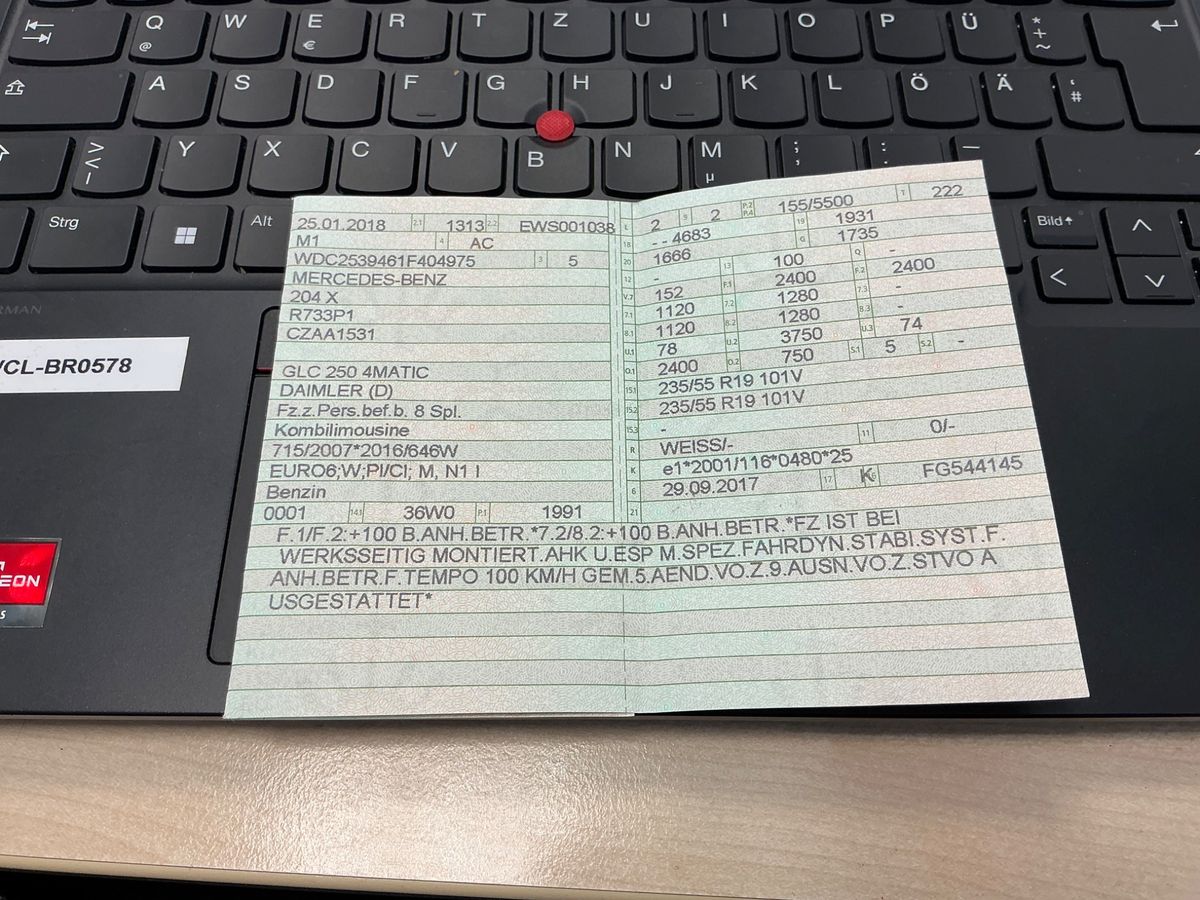 Q W E R T Z U I O P Ü * + ~
@ €
A S D F G H J K L Ö Ä ' #
> < | Y X C V B N M ; , : . –
µ
Strg Alt Bild
RMAN
VCL-BR0578
EON
S
25.01.2018 2.1 1313 2.2 EWS001038
M1 4 AC
WDC2539461F404975 3 5
MERCEDES-BENZ
204 X
R733P1
CZAA1531
GLC 250 4MATIC
DAIMLER (D)
Fz.z.Pers.bef.b. 8 Spl.
Kombilimousine
715/2007*2016/646W
EURO6;W;PI/CI; M, N1 I
Benzin
0001 14.1 36W0 P.1 1991
L 2 9 2 P.2 P.4 155/5500 T 222
18 - - 4683 19 1931
20 1666 G 1735
12 - 13 100 Q -
V.7 152 F.1 2400 F.2 2400
7.1 1120 7.2 1280 7.3 -
8.1 1120 8.2 1280 8.3 -
U.1 78 U.2 3750 U.3 74
O.1 2400 O.2 750 S.1 5 S.2 -
15.1 235/55 R19 101V
15.2 235/55 R19 101V
15.3 -
R WEISS/- 11 0/-
K e1*2001/116*0480*25
6 29.09.2017 17 K 16 FG544145
21
F.1/F.2:+100 B.ANH.BETR.*7.2/8.2:+100 B.ANH.BETR.*FZ IST BEI
WERKSSEITIG MONTIERT.AHK U.ESP M.SPEZ.FAHRDYN.STABI.SYST.F.
ANH.BETR.F.TEMPO 100 KM/H GEM.5.AEND.VO.Z.9.AUSN.VO.Z.STVO A
USGESTATTET*